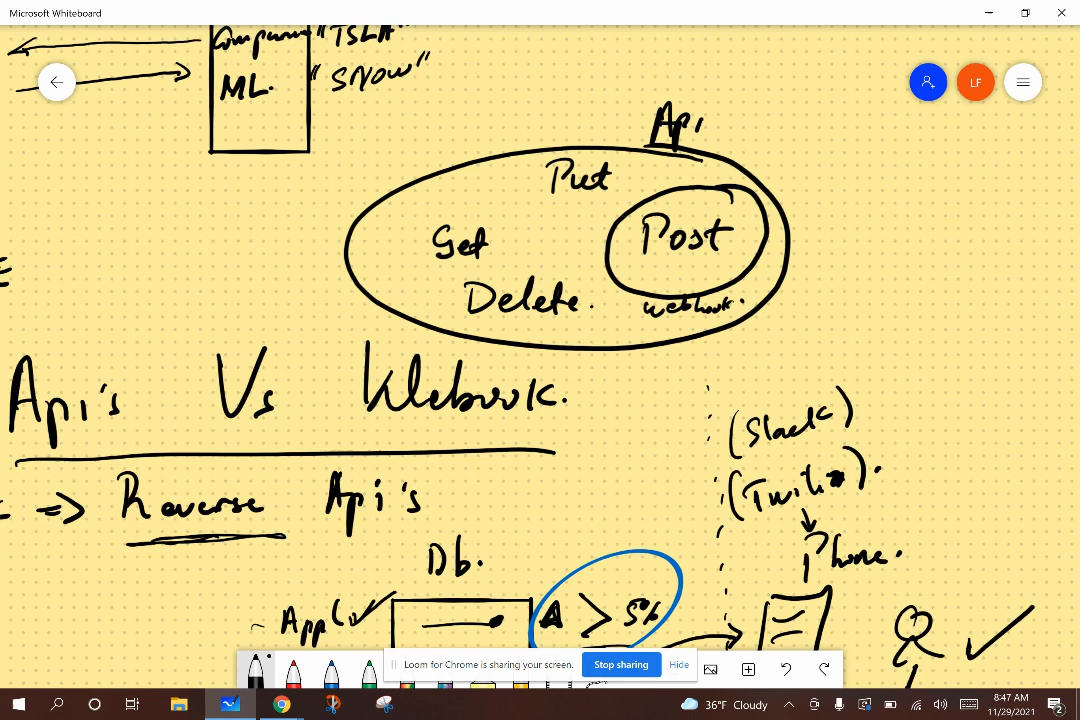 Microsoft Whiteboard
"TSLA"
ML. "SNOW"
LF
Api
Put
Get Post
Delete. webhook.
Api's Vs Webhook.
(Slack)
=> Reverse Api's
(Twilio).
Phone.
Db.
App > 5%
Loom for Chrome is sharing your screen. Stop sharing Hide
36°F Cloudy
8:47 AM
11/29/2021
2